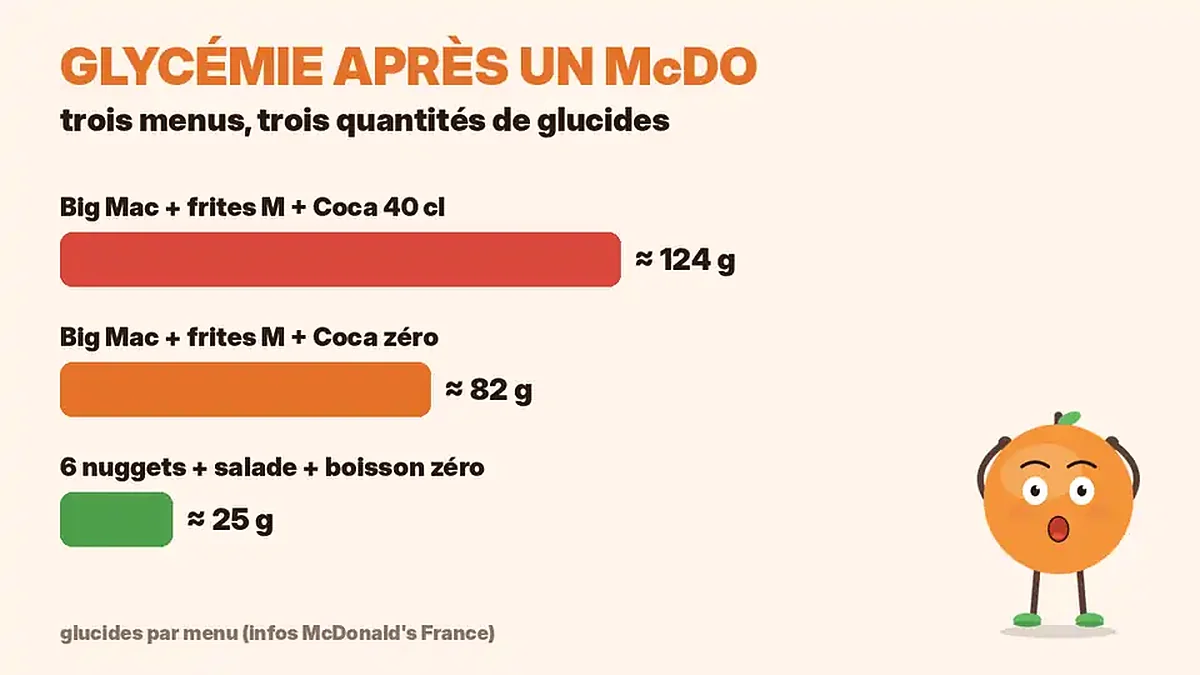 GLYCÉMIE APRÈS UN McDO
trois menus, trois quantités de glucides
Big Mac + frites M + Coca 40 cl
≈ 124 g
Big Mac + frites M + Coca zéro
≈ 82 g
6 nuggets + salade + boisson zéro
≈ 25 g
glucides par menu (infos McDonald's France)